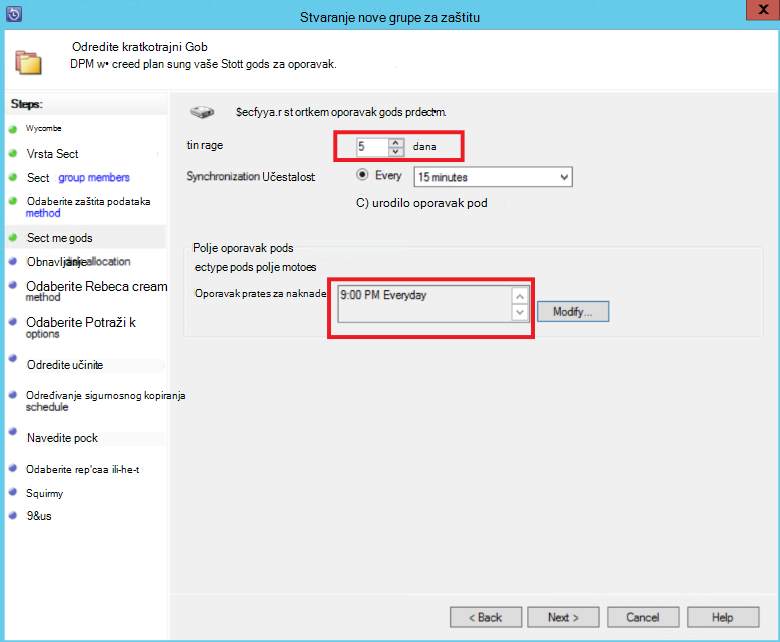 Stvaranje nove grupe za zaštitu
X
Odredite kratkotrajni Gob
DPM w• creed plan sung vaše Stott gods za oporavak.
Steps:
Wycombe
Vrsta Sect
Sect group members
Odaberite zaštita podataka
method
Sect me gods
Obnavljanje allocation
Odaberite Rebeca cream
method
Odaberite Potraži k
options
Odredite učinite
Određivanje sigurnosnog kopiranja
schedule
Navedite pock
Odaberite rep'caa ili-he-t
Squirmy
9&us
$ecfyya.r st ortkem oporavak gods prdectm.
tin rage
5
dana
Synchronization Učestalost
Every
15 minutes
C) urodilo oporavak pod
Polje oporavak pods
ectype pods polje motoes
Oporavak prates za naknade
9:00 PM Everyday
Modify...
< Back
Next >
Cancel
Help